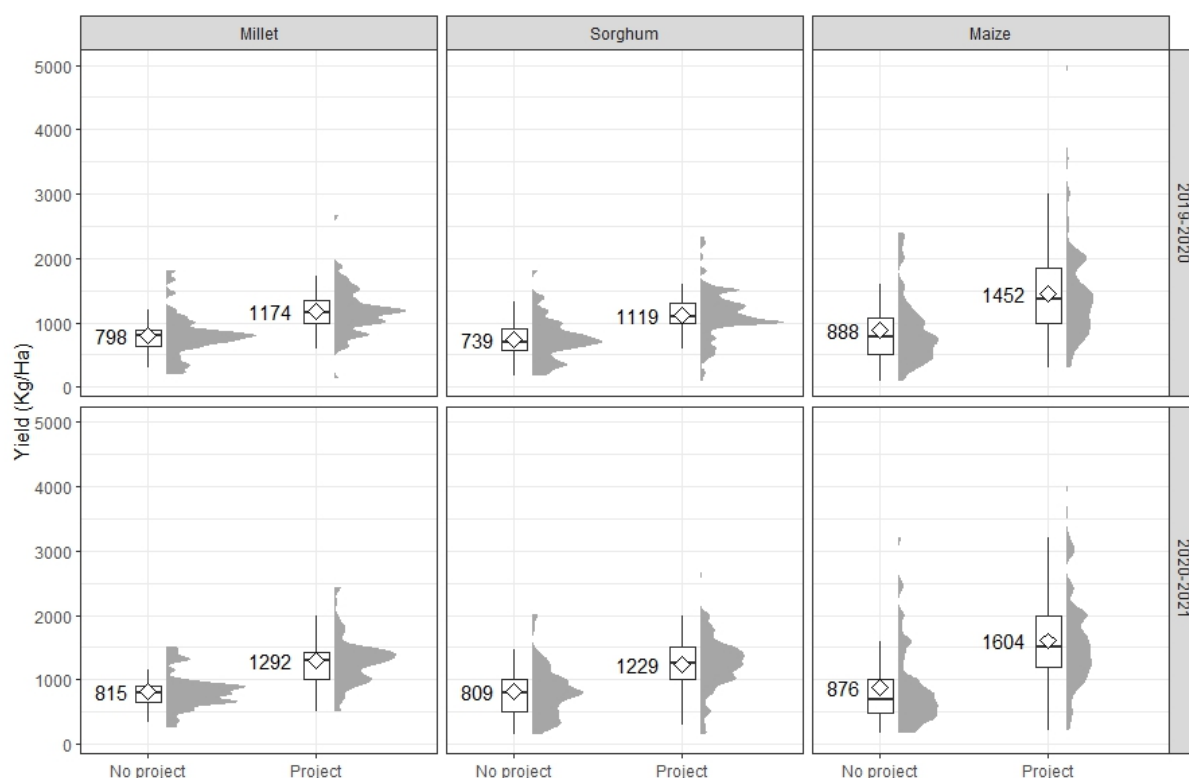 Millet
Sorghum
Maize
Yield (Kg/Ha)
5000
4000
3000
2000
1000
0
798
1174
739
1119
888
1452
2019-2020
5000
4000
3000
2000
1000
0
815
1292
809
1229
876
1604
2020-2021
No project
Project
No project
Project
No project
Project